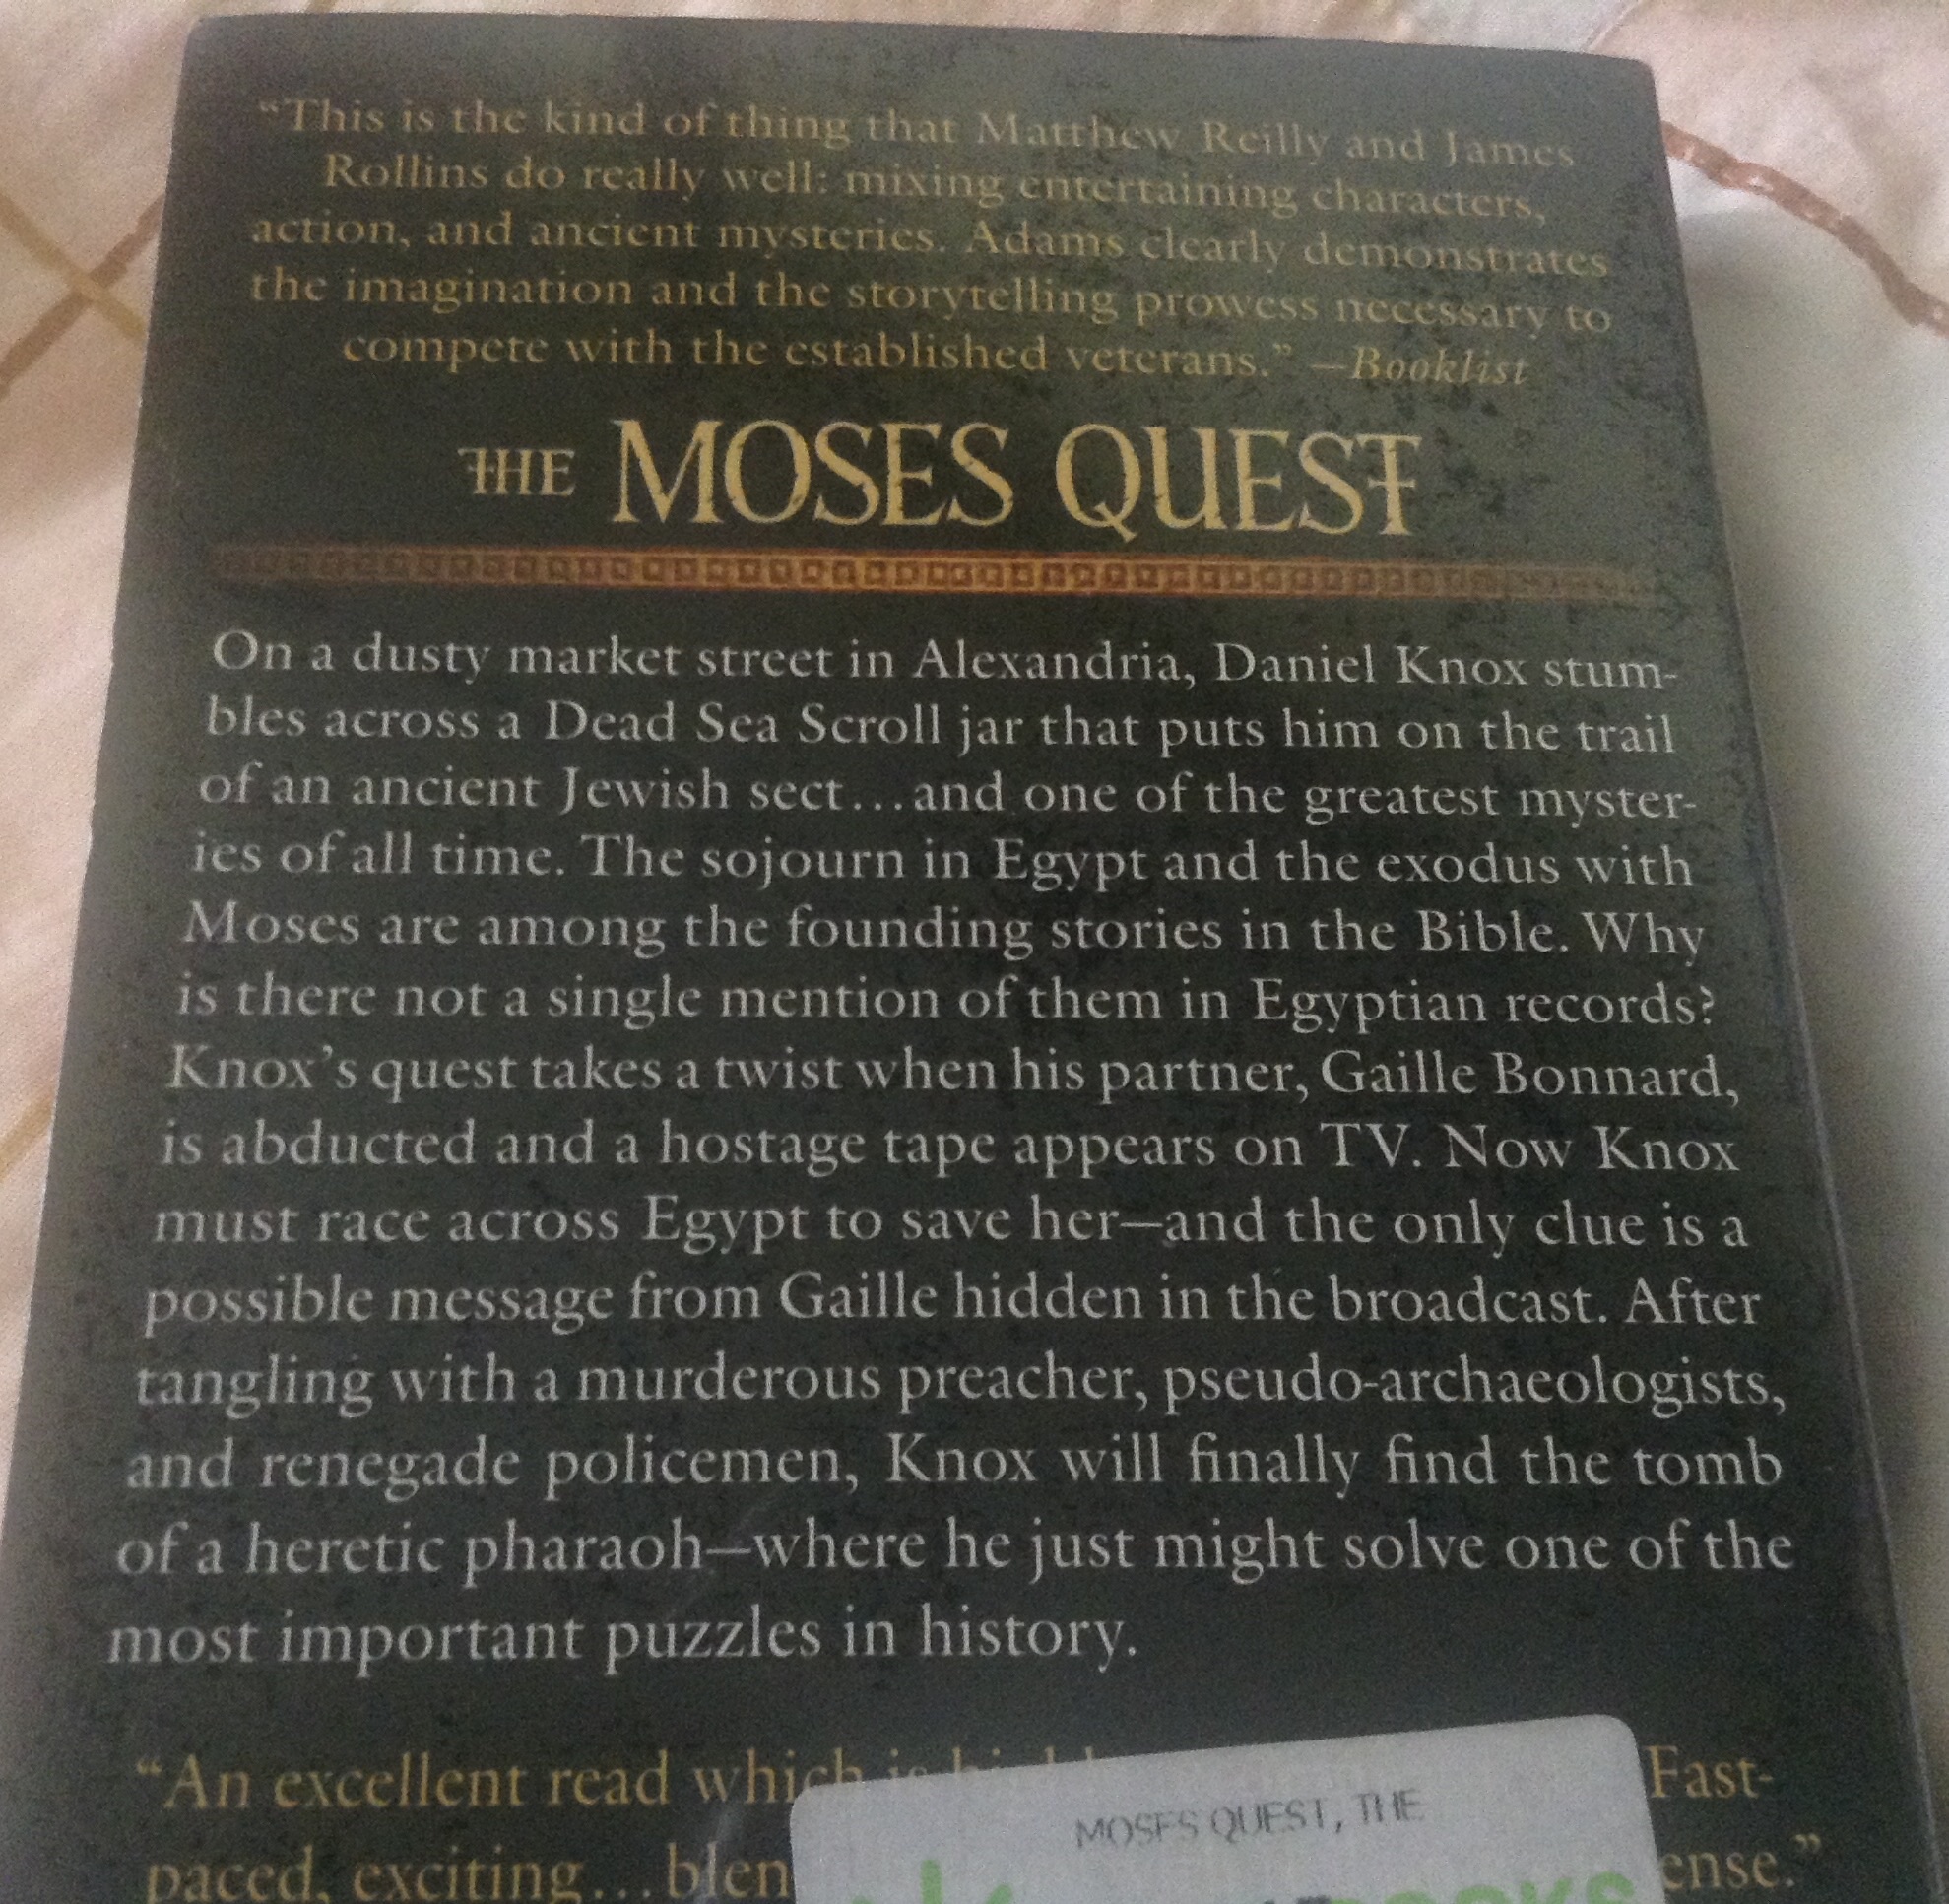 “This is the kind of thing that Matthew Reilly and James
Rollins do really well: mixing entertaining characters,
action, and ancient mysteries. Adams clearly demonstrates
the imagination and the storytelling prowess necessary to
compete with the established veterans.” —Booklist
THE MOSES QUEST
On a dusty market street in Alexandria, Daniel Knox stum-
bles across a Dead Sea Scroll jar that puts him on the trail
of an ancient Jewish sect...and one of the greatest myster-
ies of all time. The sojourn in Egypt and the exodus with
Moses are among the founding stories in the Bible. Why
is there not a single mention of them in Egyptian records?
Knox’s quest takes a twist when his partner, Gaille Bonnard,
is abducted and a hostage tape appears on TV. Now Knox
must race across Egypt to save her—and the only clue is a
possible message from Gaille hidden in the broadcast. After
tangling with a murderous preacher, pseudo-archaeologists,
and renegade policemen, Knox will finally find the tomb
of a heretic pharaoh—where he just might solve one of the
most important puzzles in history.
“An excellent read which is Fast-
paced, exciting...blen ense.”
MOSES QUEST, THE